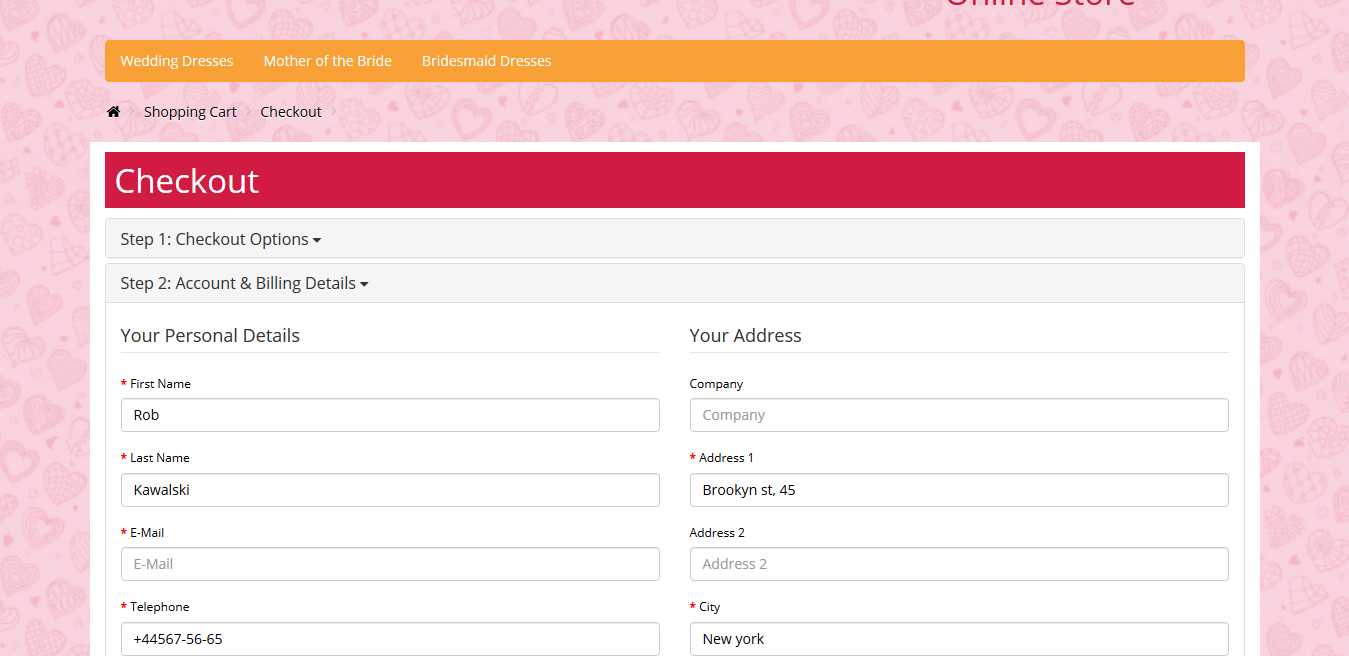 Online Store
Wedding Dresses Mother of the Bride Bridesmaid Dresses
Shopping Cart Checkout
Checkout
Step 1: Checkout Options
Step 2: Account & Billing Details
Your Personal Details
* First Name
Rob
* Last Name
Kawalski
* E-Mail
E-Mail
* Telephone
+44567-56-65
Your Address
Company
Company
* Address 1
Brookyn st, 45
Address 2
Address 2
* City
New york